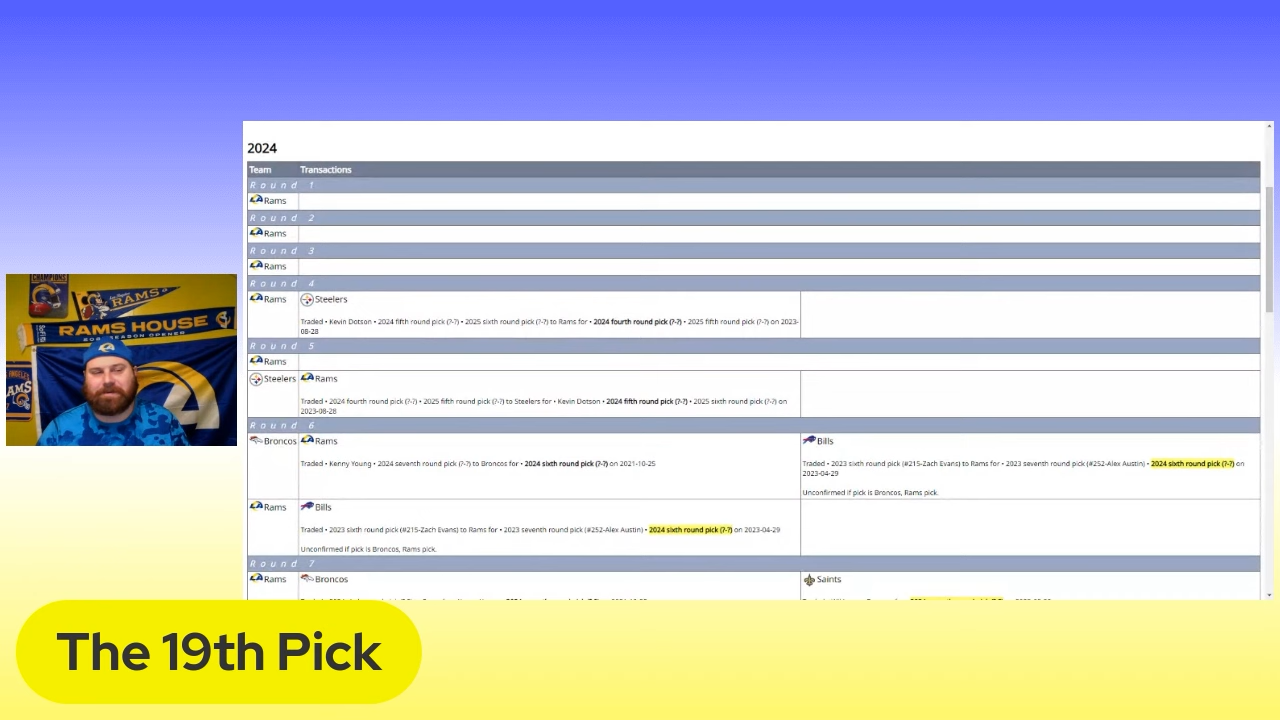 2024
Team Transactions
Round 1
Rams
Round 2
Rams
Round 3
Rams
Round 4
Rams Steelers
Traded • Kevin Dotson • 2024 fifth round pick (?-?) • 2025 sixth round pick (?-?) to Rams for • 2024 fourth round pick (?-?) • 2025 fifth round pick (?-?) on 2023-
08-28
Round 5
Rams
Steelers Rams
Traded • 2024 fourth round pick (?-?) • 2025 fifth round pick (?-?) to Steelers for • Kevin Dotson • 2024 fifth round pick (?-?) • 2025 sixth round pick (?-?) on
2023-08-28
Round 6
Broncos Rams
Traded • Kenny Young • 2024 seventh round pick (?-?) to Broncos for • 2024 sixth round pick (?-?) on 2021-10-25
Bills
Traded • 2023 sixth round pick (#215-Zach Evans) to Rams for • 2023 seventh round pick (#252-Alex Austin) • 2024 sixth round pick (?-?) on
2023-04-29
Unconfirmed if pick is Broncos, Rams pick.
Rams Bills
Traded • 2023 sixth round pick (#215-Zach Evans) to Rams for • 2023 seventh round pick (#252-Alex Austin) • 2024 sixth round pick (?-?) on 2023-04-29
Unconfirmed if pick is Broncos, Rams pick.
Round 7
Rams Broncos Saints
CHAMPIONS
RAMS
RAMS HOUSE
SEASON OPENER
The 19th Pick